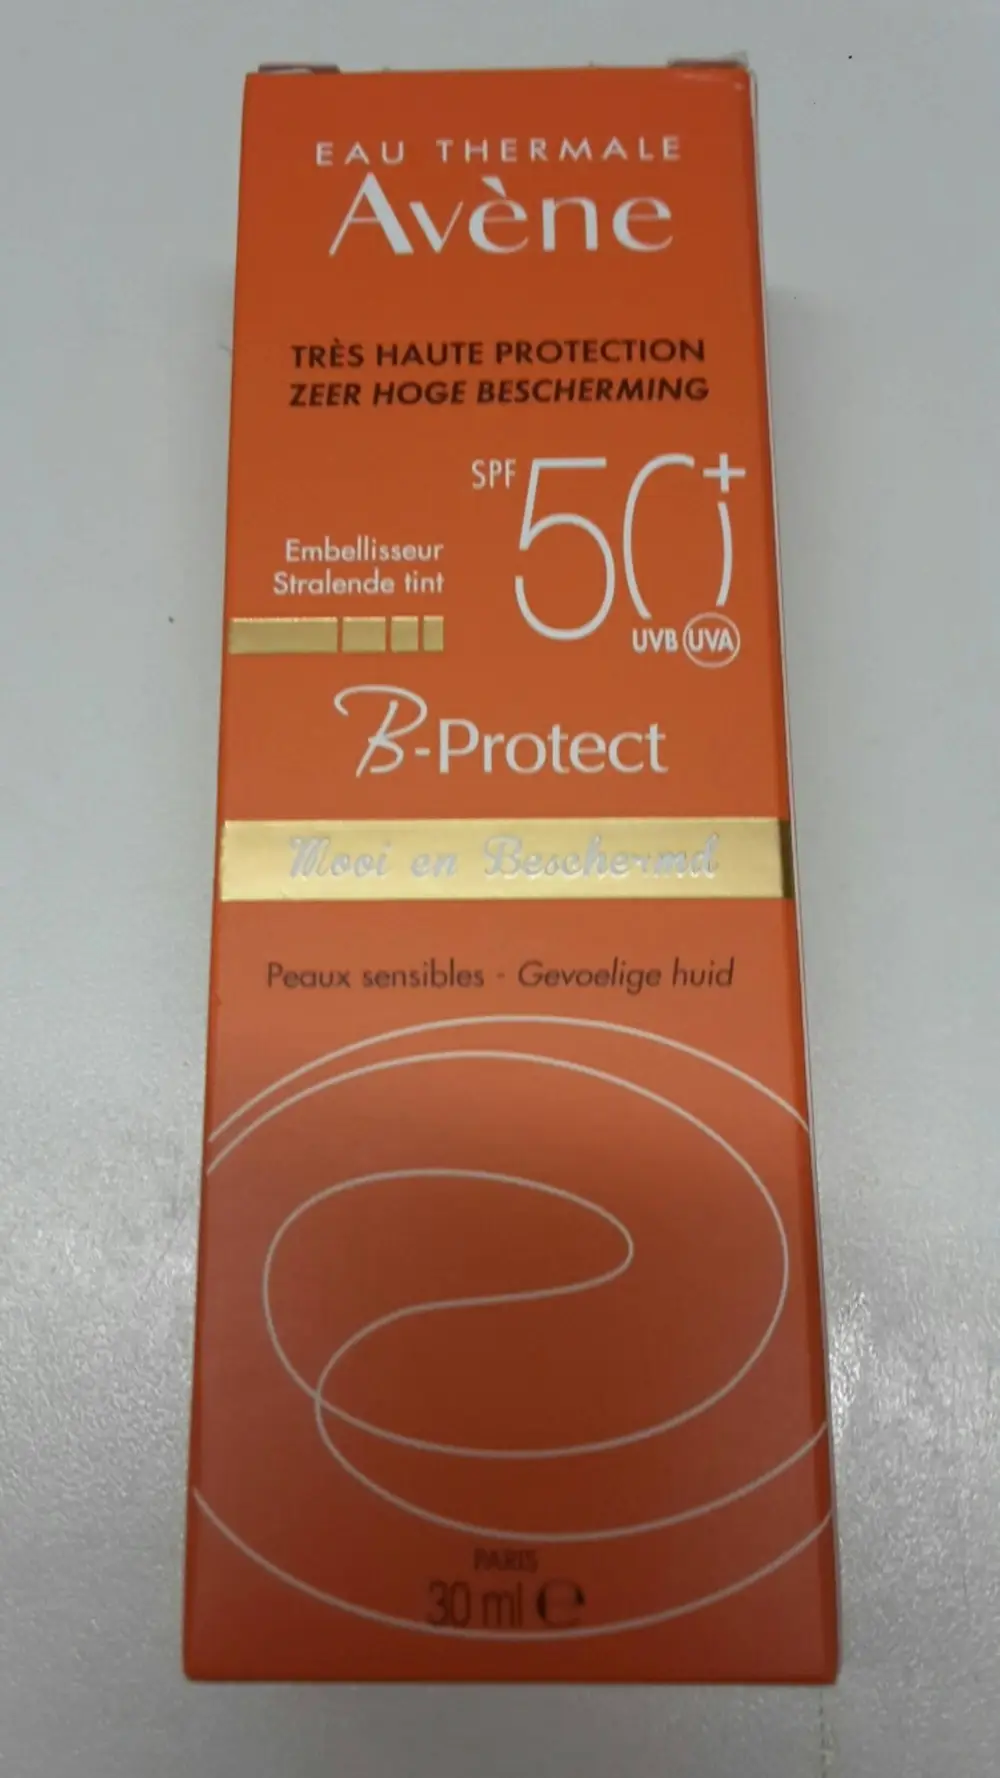 EAU THERMALE
Avène
TRÈS HAUTE PROTECTION
ZEER HOGE BESCHERMING
SPF 50+
Embellisseur
Stralende tint
UVB UVA
B-Protect
Mooi en Beschermd
Peaux sensibles - Gevoelige huid
PARIS
30 ml e